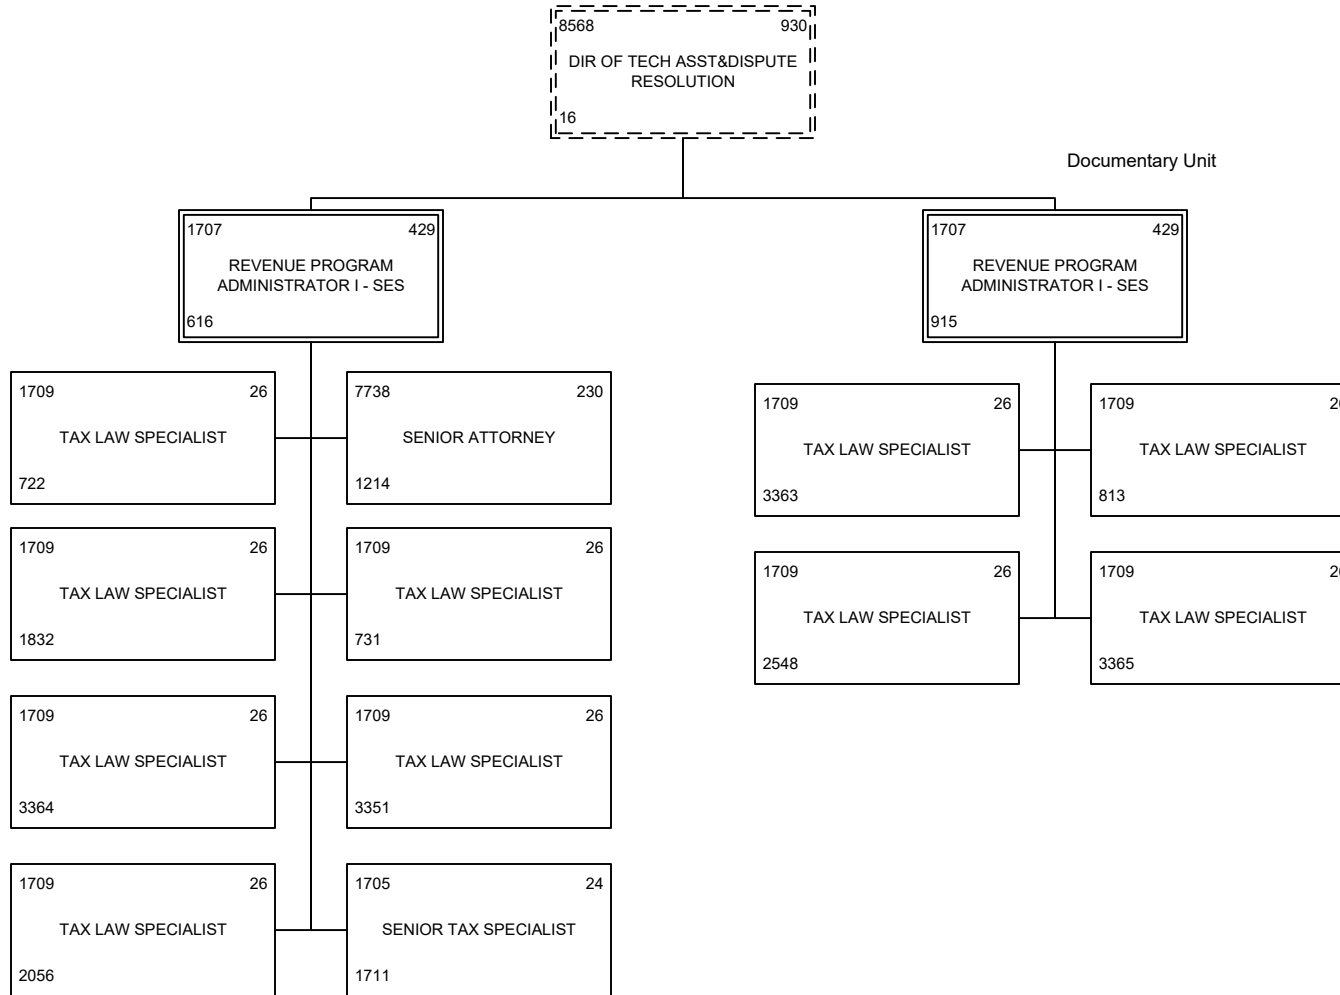 8568 930
DIR OF TECH ASST&DISPUTE
RESOLUTION
16
Documentary Unit
1707 429
REVENUE PROGRAM
ADMINISTRATOR I - SES
616
1707 429
REVENUE PROGRAM
ADMINISTRATOR I - SES
915
1709 26
TAX LAW SPECIALIST
722
7738 230
SENIOR ATTORNEY
1214
1709 26
TAX LAW SPECIALIST
3363
1709
TAX LAW SPECIALIST
813
1709 26
TAX LAW SPECIALIST
1832
1709 26
TAX LAW SPECIALIST
731
1709 26
TAX LAW SPECIALIST
2548
1709
TAX LAW SPECIALIST
3365
1709 26
TAX LAW SPECIALIST
3364
1709 26
TAX LAW SPECIALIST
3351
1709 26
TAX LAW SPECIALIST
2056
1705 24
SENIOR TAX SPECIALIST
1711